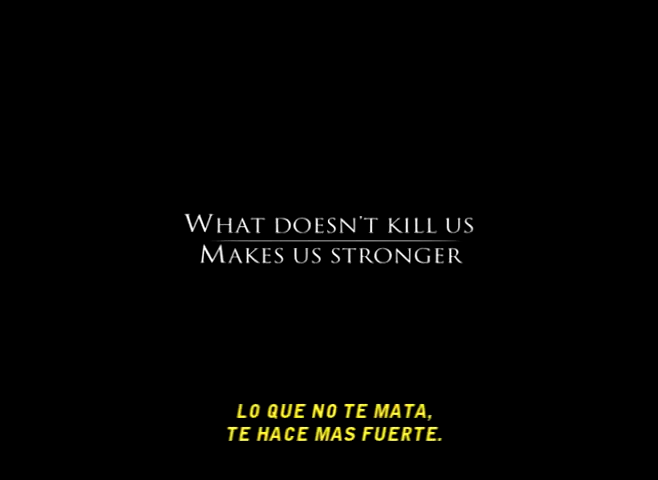 WHAT DOESN'T KILL US
MAKES US STRONGER
LO QUE NO TE MATA,
TE HACE MAS FUERTE.